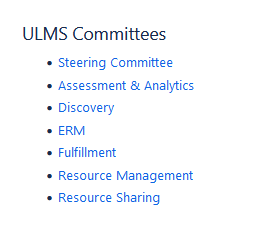 ULMS Committees
Steering Committee
Assessment & Analytics
Discovery
ERM
Fulfillment
Resource Management
Resource Sharing